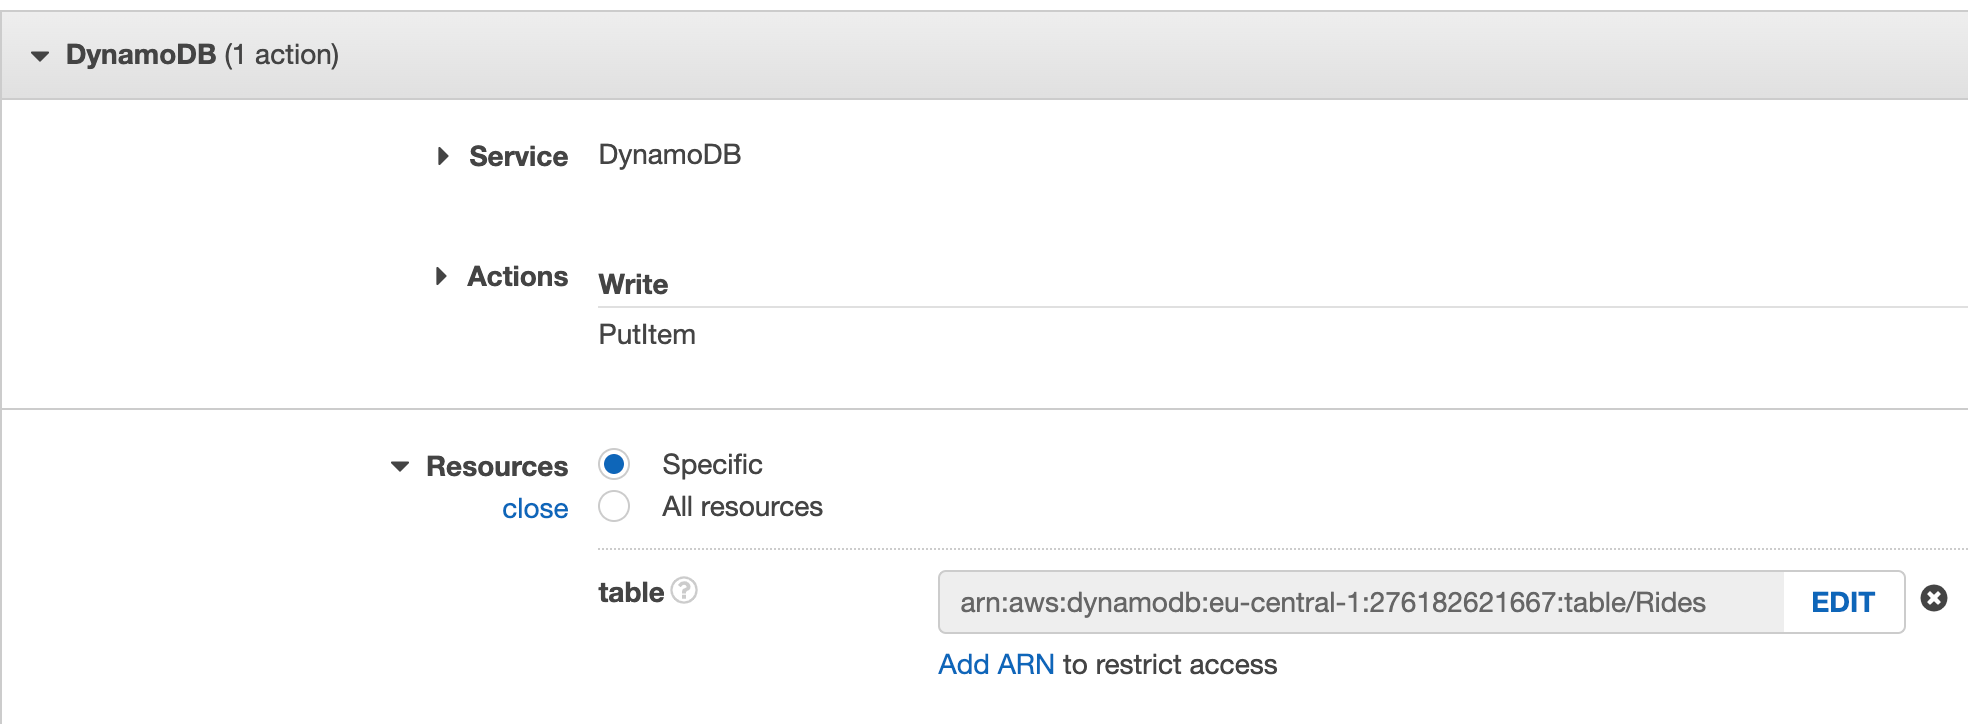 DynamoDB (1 action)
Service DynamoDB
Actions Write
PutItem
Resources Specific
close All resources
table ?
arn:aws:dynamodb:eu-central-1:276182621667:table/Rides EDIT
Add ARN to restrict access